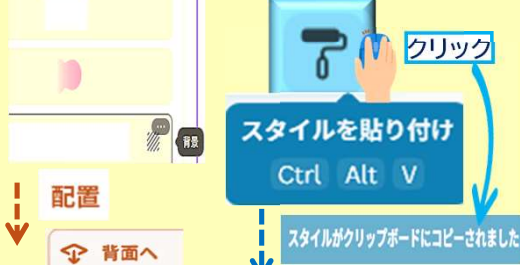 クリック
背景
スタイルを貼り付け
Ctrl Alt V
配置
スタイルがクリップボードにコピーされました
背面へ